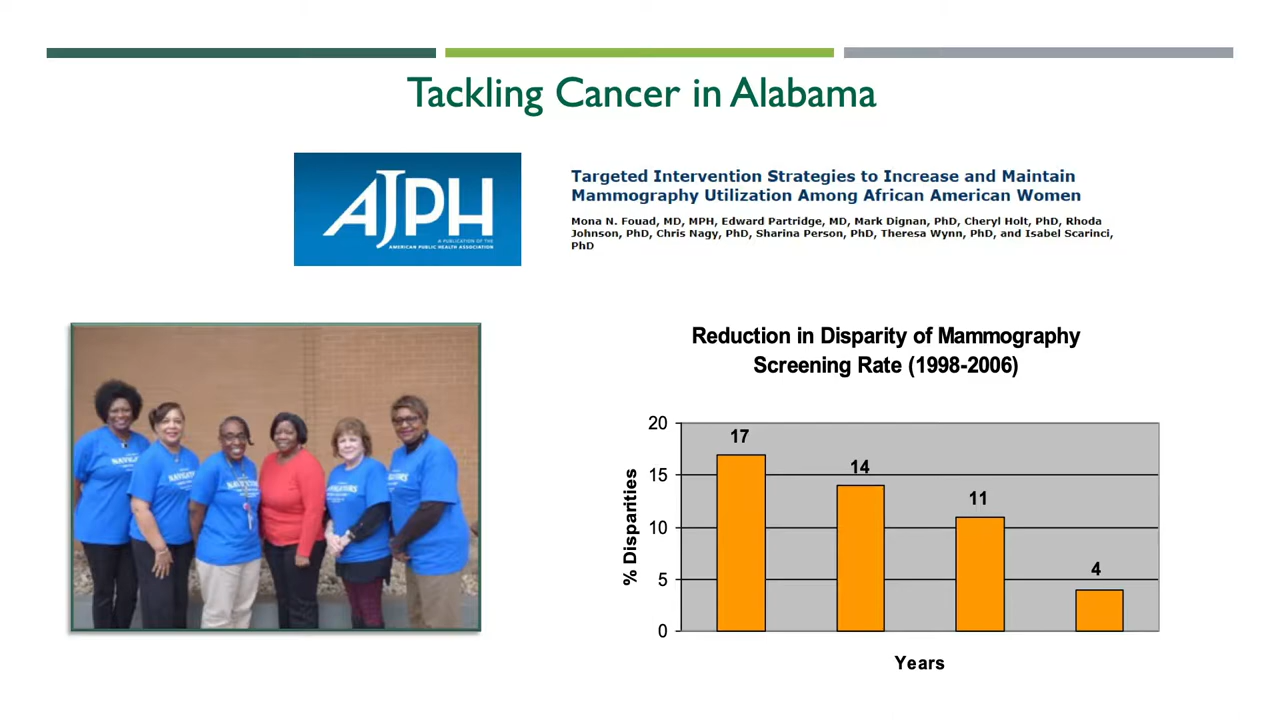 Tackling Cancer in Alabama
AJPH
A PUBLICATION OF THE
AMERICAN PUBLIC HEALTH ASSOCIATION
Targeted Intervention Strategies to Increase and Maintain
Mammography Utilization Among African American Women
Mona N. Fouad, MD, MPH, Edward Partridge, MD, Mark Dignan, PhD, Cheryl Holt, PhD, Rhoda
Johnson, PhD, Chris Nagy, PhD, Sharina Person, PhD, Theresa Wynn, PhD, and Isabel Scarinci,
PhD
NAVIGATORS
Reduction in Disparity of Mammography
Screening Rate (1998-2006)
% Disparities
20
15
10
5
0
17
14
11
4
Years